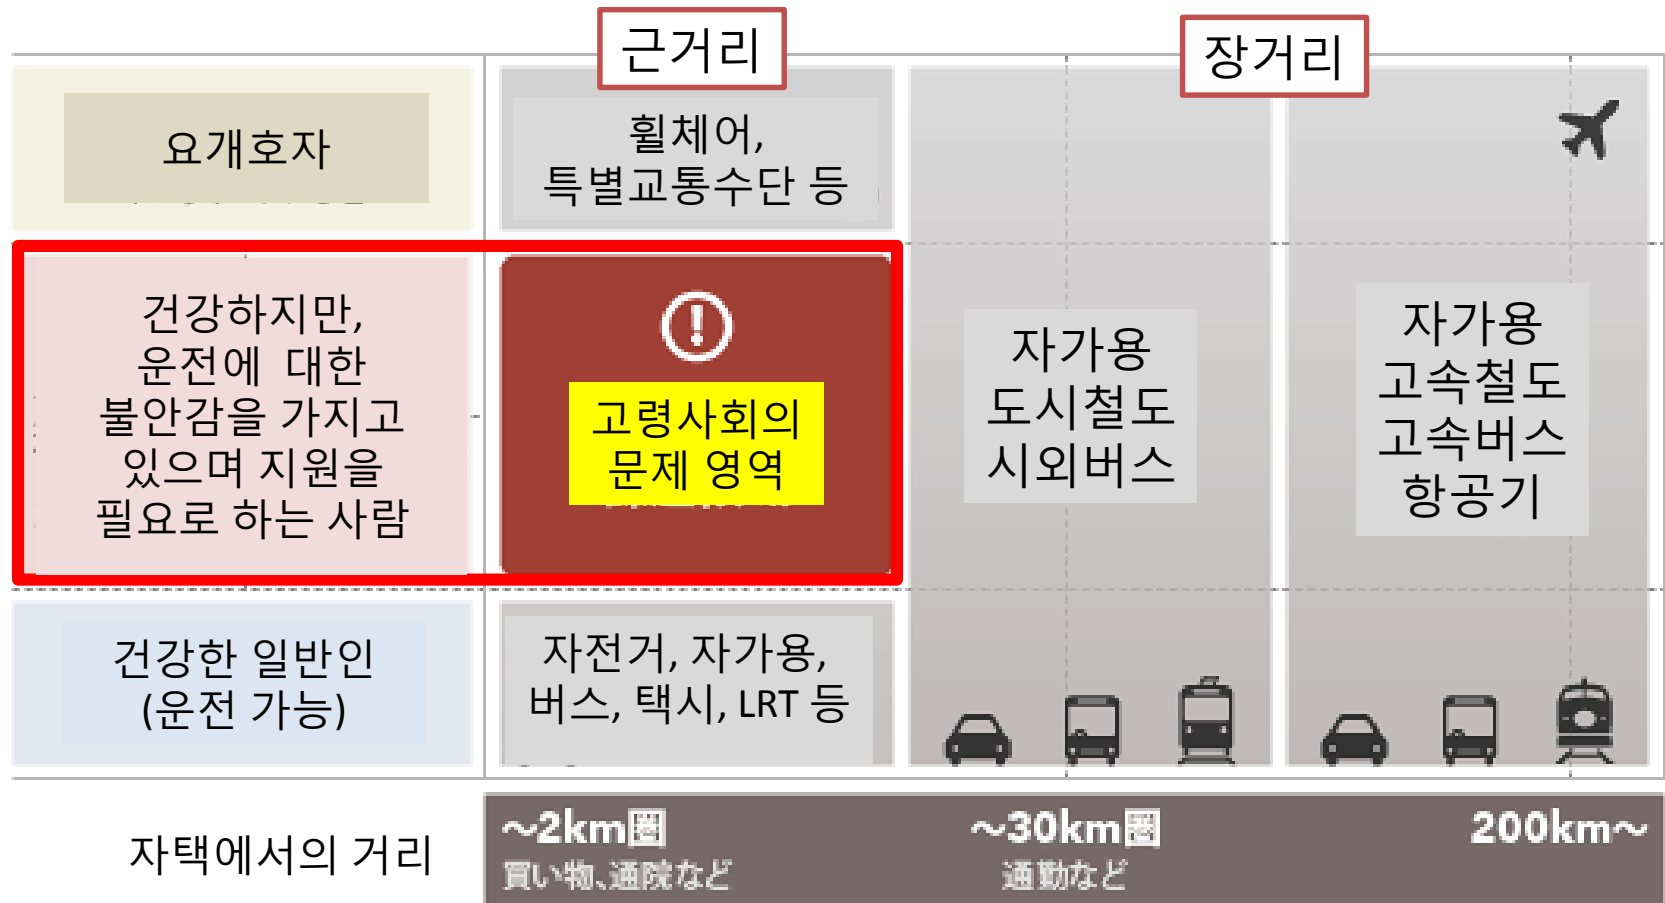 근거리
장거리
요개호자
휠체어,
특별교통수단 등
건강하지만,
운전에 대한
불안감을 가지고
있으며 지원을
필요로 하는 사람
고령사회의
문제 영역
자가용
도시철도
시외버스
자가용
고속철도
고속버스
항공기
건강한 일반인
(운전 가능)
자전거, 자가용,
버스, 택시, LRT 등
자택에서의 거리
～2km圏
買い物、通院など
～30km圏
通勤など
200km～